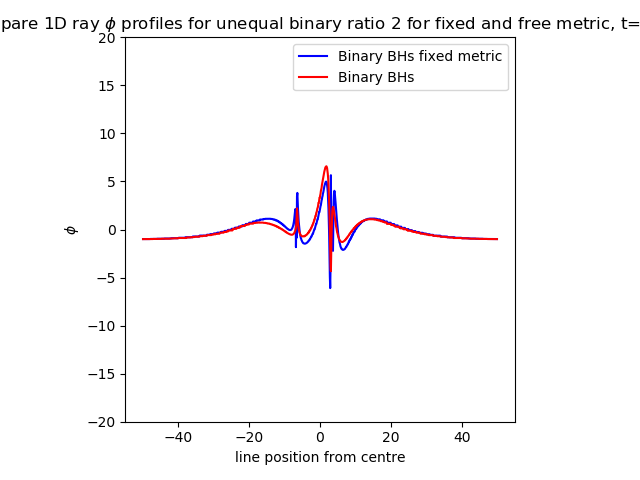 pare 1D ray ϕ profiles for unequal binary ratio 2 for fixed and free metric, t=
Binary BHs fixed metric
Binary BHs
20
15
10
5
0
−5
−10
−15
−20
ϕ
−40
−20
0
20
40
line position from centre